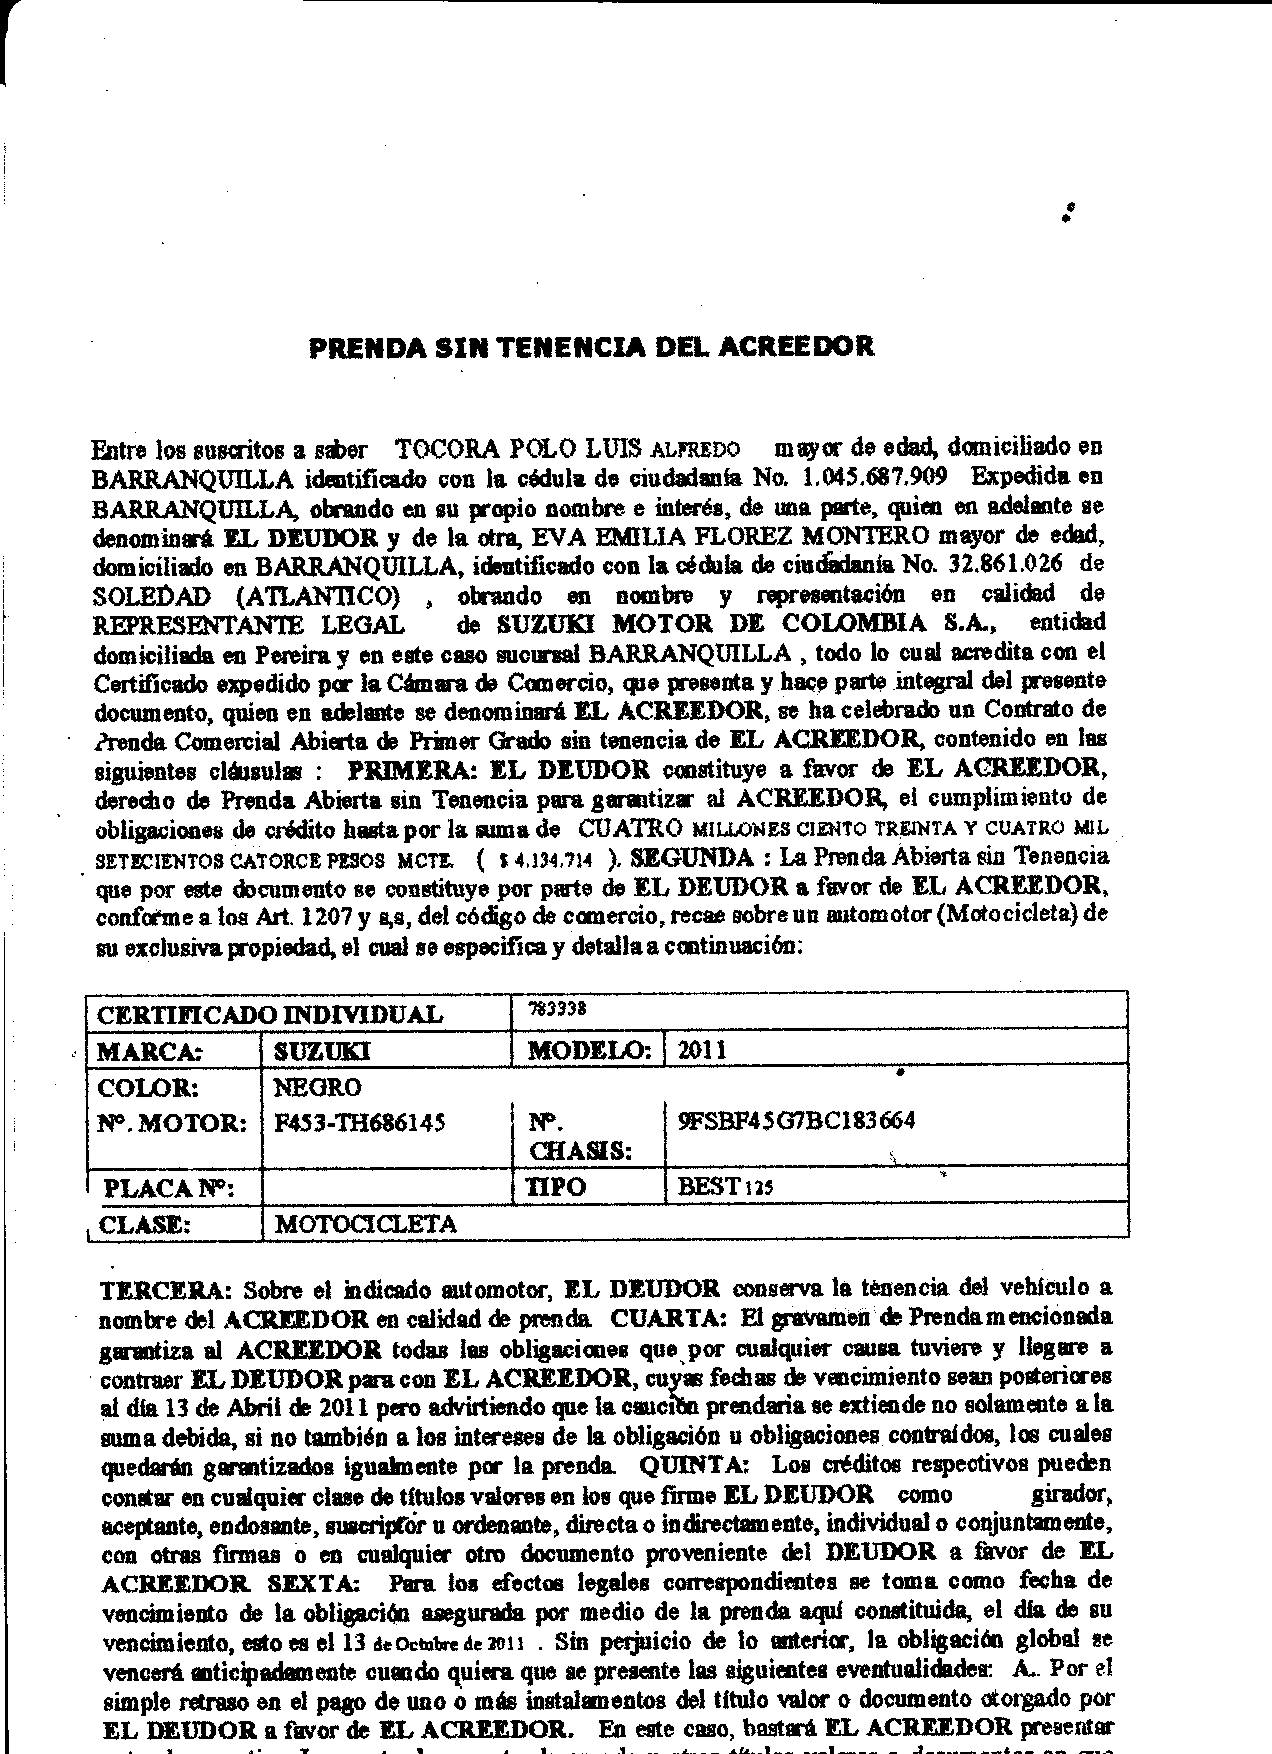 PRENDA SIN TENENCIA DEL ACREEDOR
Entre los suscritos a saber TOCORA POLO LUIS ALFREDO mayor de edad, domiciliado en
BARRANQUILLA identificado con la cédula de ciudadanía No. 1.045.687.909 Expedida en
BARRANQUILLA, obrando en su propio nombre e interés, de una parte, quien en adelante se
denominará EL DEUDOR y de la otra, EVA EMILIA FLOREZ MONTERO mayor de edad,
domiciliado en BARRANQUILLA, identificado con la cédula de ciudadanía No. 32.861.026 de
SOLEDAD (ATLANTICO) , obrando en nombre y representación en calidad de
REPRESENTANTE LEGAL de SUZUKI MOTOR DE COLOMBIA S.A., entidad
domiciliada en Pereira y en este caso sucursal BARRANQUILLA , todo lo cual acredita con el
Certificado expedido por la Cámara de Comercio, que presenta y hace parte integral del presente
documento, quien en adelante se denominará EL ACREEDOR, se ha celebrado un Contrato de
Prenda Comercial Abierta de Primer Grado sin tenencia de EL ACREEDOR, contenido en las
siguientes cláusulas : PRIMERA: EL DEUDOR constituye a favor de EL ACREEDOR,
derecho de Prenda Abierta sin Tenencia para garantizar al ACREEDOR, el cumplimiento de
obligaciones de crédito hasta por la suma de CUATRO MILLONES CIENTO TREINTA Y CUATRO MIL
SETECIENTOS CATORCE PESOS MCTE. ( $ 4.134.714 ). SEGUNDA : La Prenda Abierta sin Tenencia
que por este documento se constituye por parte de EL DEUDOR a favor de EL ACREEDOR,
conforme a los Art. 1207 y s,s, del código de comercio, recae sobre un automotor (Motocicleta) de
su exclusiva propiedad, el cual se especifica y detalla a continuación:
CERTIFICADO INDIVIDUAL 783338
MARCA: SUZUKI MODELO: 2011
COLOR: NEGRO
Nº. MOTOR: F453-TH686145 Nº. 9FSBF45G7BC183664
CHASIS:
PLACA Nº: TIPO BEST 125
CLASE: MOTOCICLETA
TERCERA: Sobre el indicado automotor, EL DEUDOR conserva la tenencia del vehículo a
nombre del ACREEDOR en calidad de prenda. CUARTA: El gravamen de Prenda mencionada
garantiza al ACREEDOR todas las obligaciones que por cualquier causa tuviere y llegare a
contraer EL DEUDOR para con EL ACREEDOR, cuyas fechas de vencimiento sean posteriores
al día 13 de Abril de 2011 pero advirtiendo que la caución prendaria se extiende no solamente a la
suma debida, si no también a los intereses de la obligación u obligaciones contraídos, los cuales
quedarán garantizados igualmente por la prenda. QUINTA: Los créditos respectivos pueden
constar en cualquier clase de títulos valores en los que firme EL DEUDOR como girador,
aceptante, endosante, suscriptor u ordenante, directa o indirectamente, individual o conjuntamente,
con otras firmas o en cualquier otro documento proveniente del DEUDOR a favor de EL
ACREEDOR. SEXTA: Para los efectos legales correspondientes se toma como fecha de
vencimiento de la obligación asegurada por medio de la prenda aquí constituida, el día de su
vencimiento, esto es el 13 de Octubre de 2011 . Sin perjuicio de lo anterior, la obligación global se
vencerá anticipadamente cuando quiera que se presente las siguientes eventualidades: A.. Por el
simple retraso en el pago de uno o más instalamentos del título valor o documento otorgado por
EL DEUDOR a favor de EL ACREEDOR. En este caso, bastará EL ACREEDOR presentar